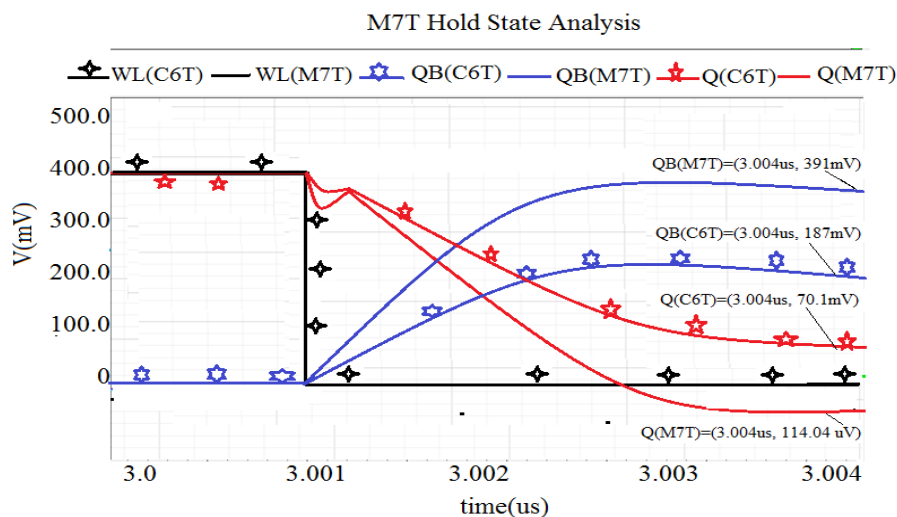 M7T Hold State Analysis
WL(C6T) WL(M7T) QB(C6T) QB(M7T) Q(C6T) Q(M7T)
500.0
400.0
300.0
200.0
100.0
0
V(mV)
QB(M7T)=(3.004us, 391mV)
QB(C6T)=(3.004us, 187mV)
Q(C6T)=(3.004us, 70.1mV)
Q(M7T)=(3.004us, 114.04 uV)
3.0 3.001 3.002 3.003 3.004
time(us)